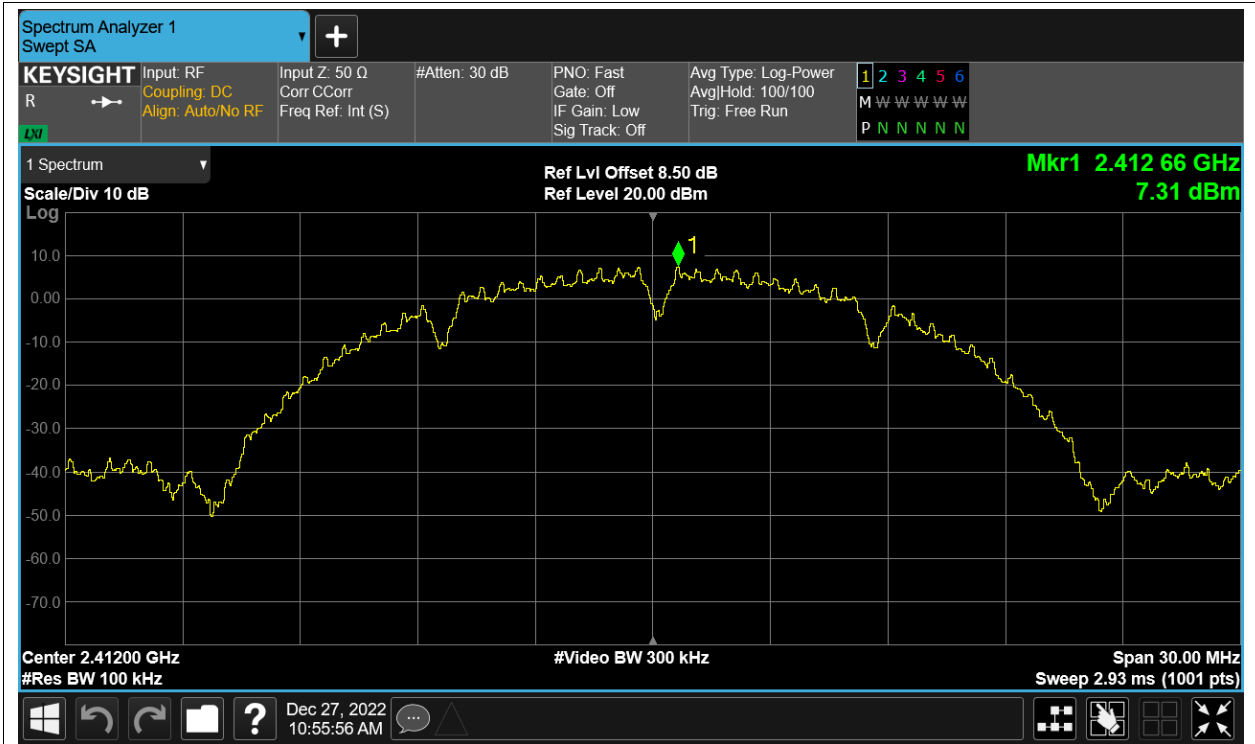 Spectrum Analyzer 1
Swept SA
KEYSIGHT
R
LXI
Input: RF
Coupling: DC
Align: Auto/No RF
Input Z: 50 Ω
Corr CCorr
Freq Ref: Int (S)
#Atten: 30 dB
PNO: Fast
Gate: Off
IF Gain: Low
Sig Track: Off
Avg Type: Log-Power
Avg|Hold: 100/100
Trig: Free Run
1 2 3 4 5 6
M W W W W W
P N N N N N
1 Spectrum
Scale/Div 10 dB
Log
Ref Lvl Offset 8.50 dB
Ref Level 20.00 dBm
Mkr1 2.412 66 GHz
7.31 dBm
1
10.0
0.00
-10.0
-20.0
-30.0
-40.0
-50.0
-60.0
-70.0
Center 2.41200 GHz
#Res BW 100 kHz
#Video BW 300 kHz
Span 30.00 MHz
Sweep 2.93 ms (1001 pts)
?
Dec 27, 2022
10:55:56 AM